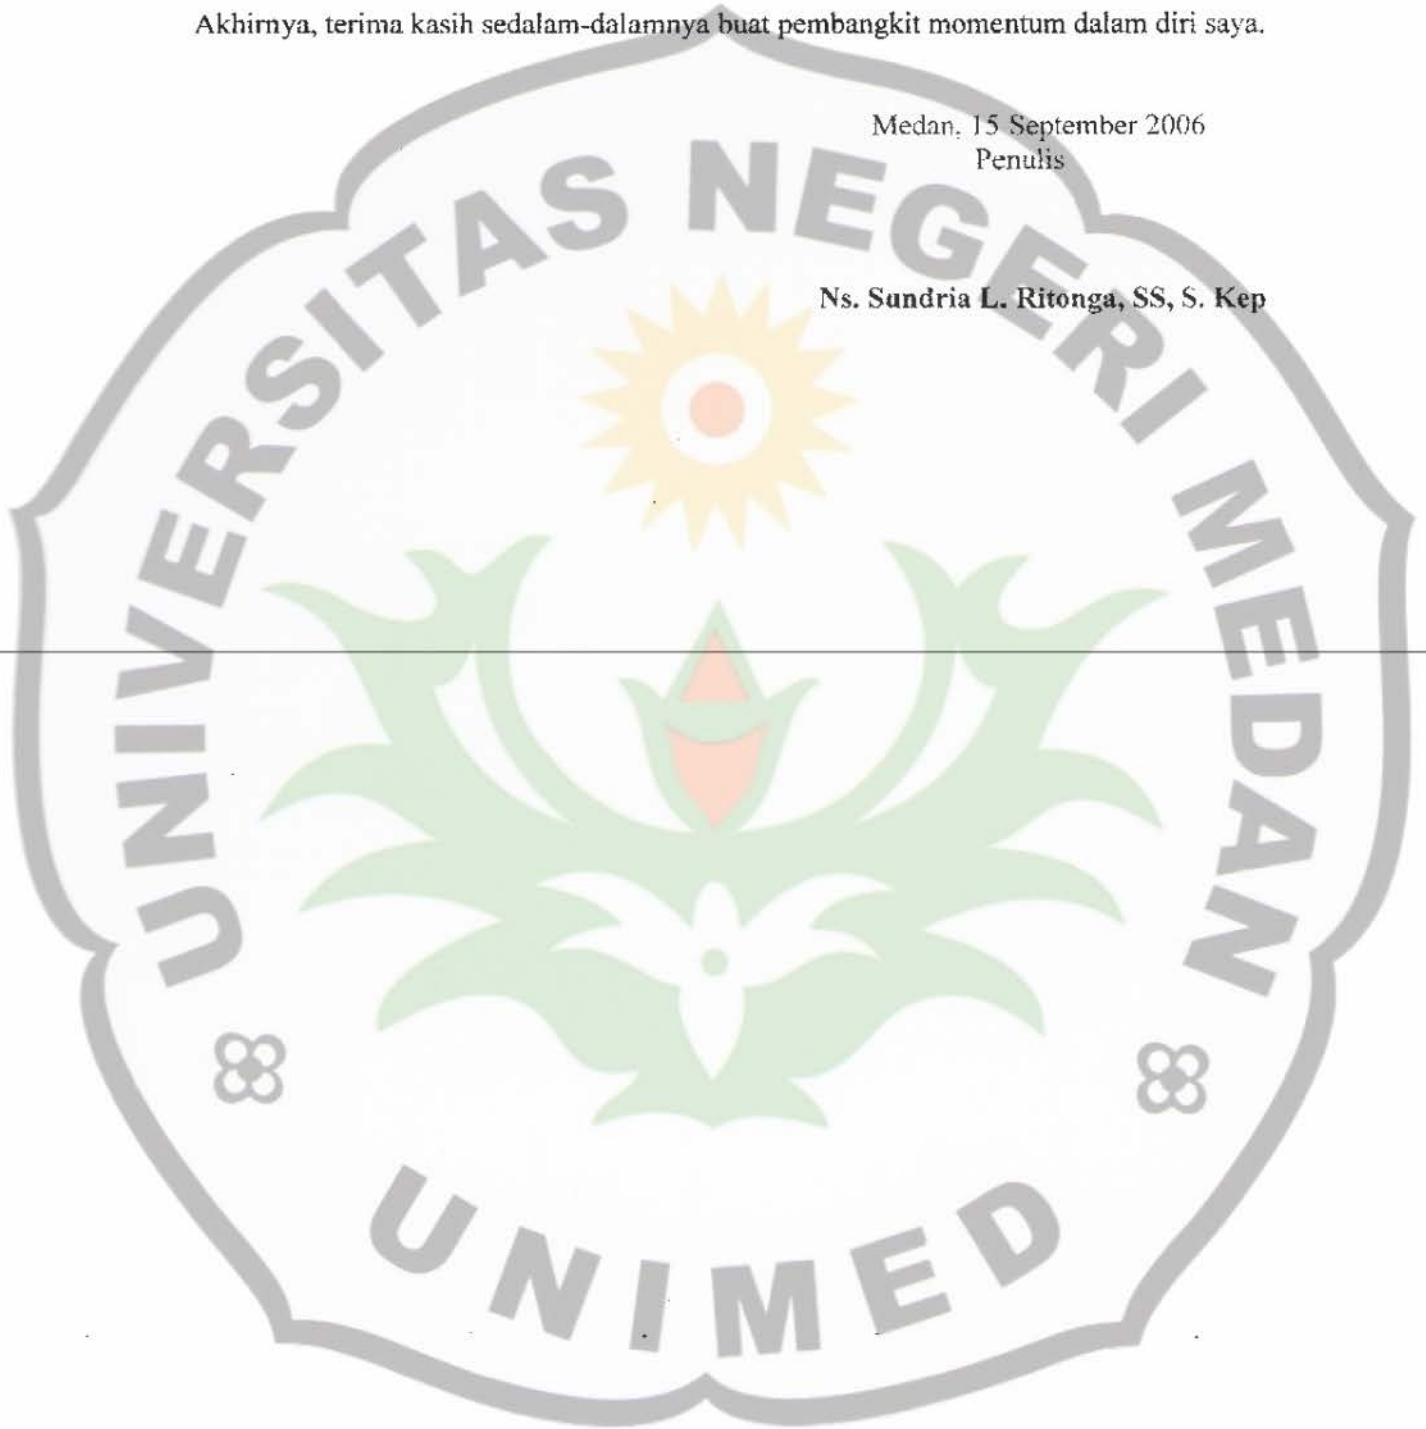 Akhirnya, terima kasih sedalam-dalamnya buat pembangkit momentum dalam diri saya.
Medan, 15 September 2006
Penulis
Ns. Sundria L. Ritonga, SS, S. Kep
UNIVERSITAS NEGERI MEDAN
UNIMED